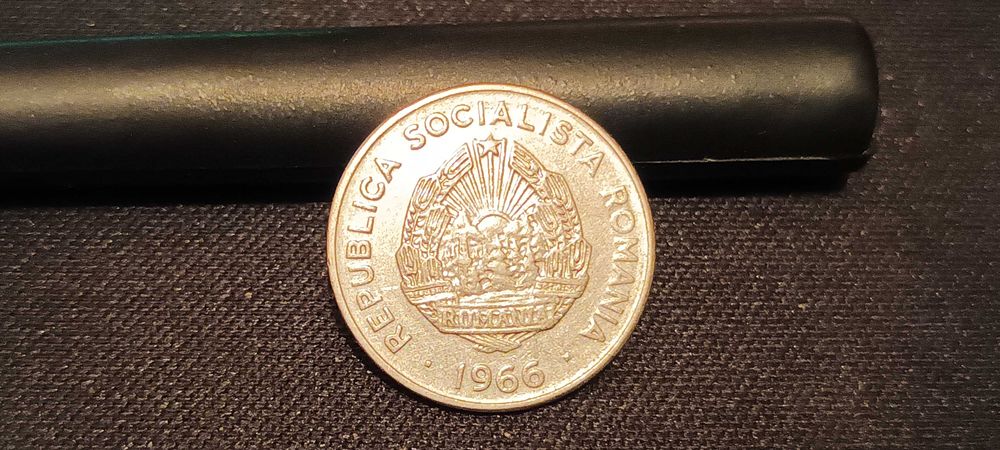 REPUBLICA SOCIALISTA ROMANIA
ROMANIA
· 1966 ·